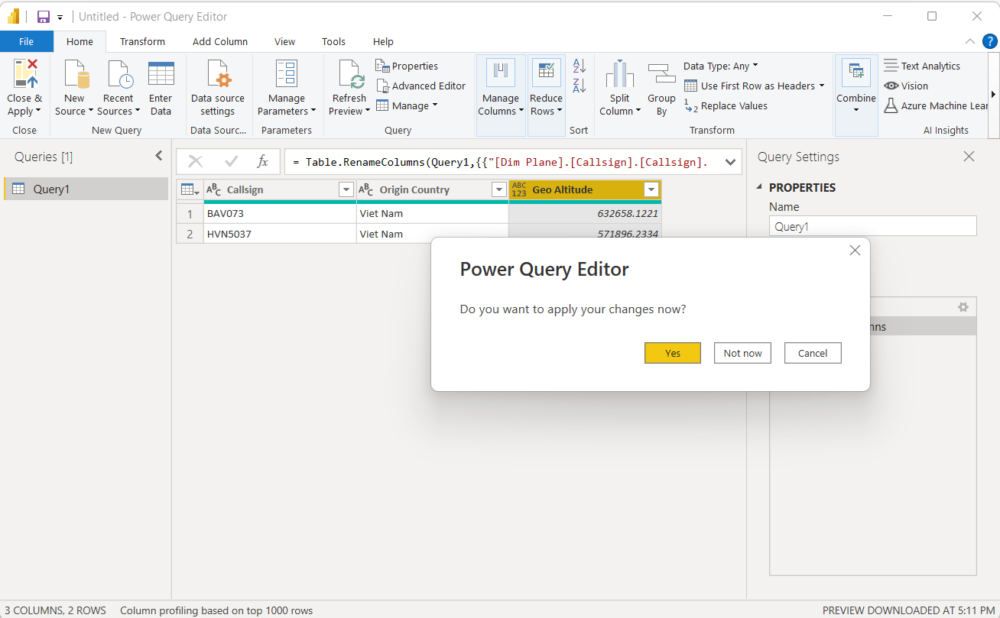 Untitled - Power Query Editor
File Home Transform Add Column View Tools Help
Close & Apply
New Source
Recent Sources
Enter Data
Data source settings
Manage Parameters
Refresh Preview
Properties
Advanced Editor
Manage
Manage Columns
Reduce Rows
Split Column
Group By
Data Type: Any
Use First Row as Headers
Replace Values
Combine
Text Analytics
Vision
Azure Machine Lear
Close New Query Data Sourc... Parameters Query Sort Transform AI Insights
Queries [1]
Query1
fx
= Table.RenameColumns(Query1,{{"[Dim Plane].[Callsign].[Callsign].
ABC Callsign ABC Origin Country ABC 123 Geo Altitude
1 BAV073 Viet Nam 632658.1221
2 HVN5037 Viet Nam 571896.2334
Query Settings
PROPERTIES
Name
Query1
nns
Power Query Editor
Do you want to apply your changes now?
Yes Not now Cancel
3 COLUMNS, 2 ROWS Column profiling based on top 1000 rows PREVIEW DOWNLOADED AT 5:11 PM